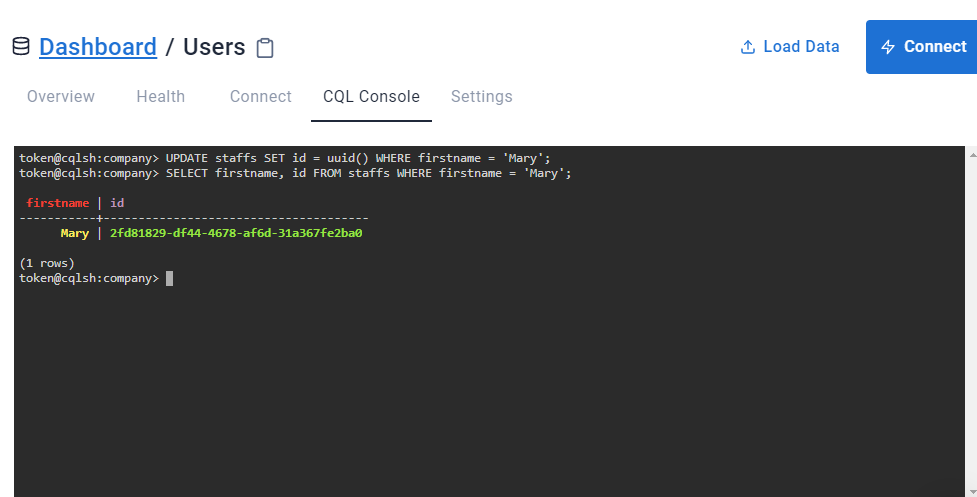 Dashboard / Users
Load Data
Connect
Overview Health Connect CQL Console Settings
token@cqlsh:company> UPDATE staffs SET id = uuid() WHERE firstname = 'Mary';
token@cqlsh:company> SELECT firstname, id FROM staffs WHERE firstname = 'Mary';
firstname | id
-----------+--------------------------------------
Mary | 2fd81829-df44-4678-af6d-31a367fe2ba0
(1 rows)
token@cqlsh:company>